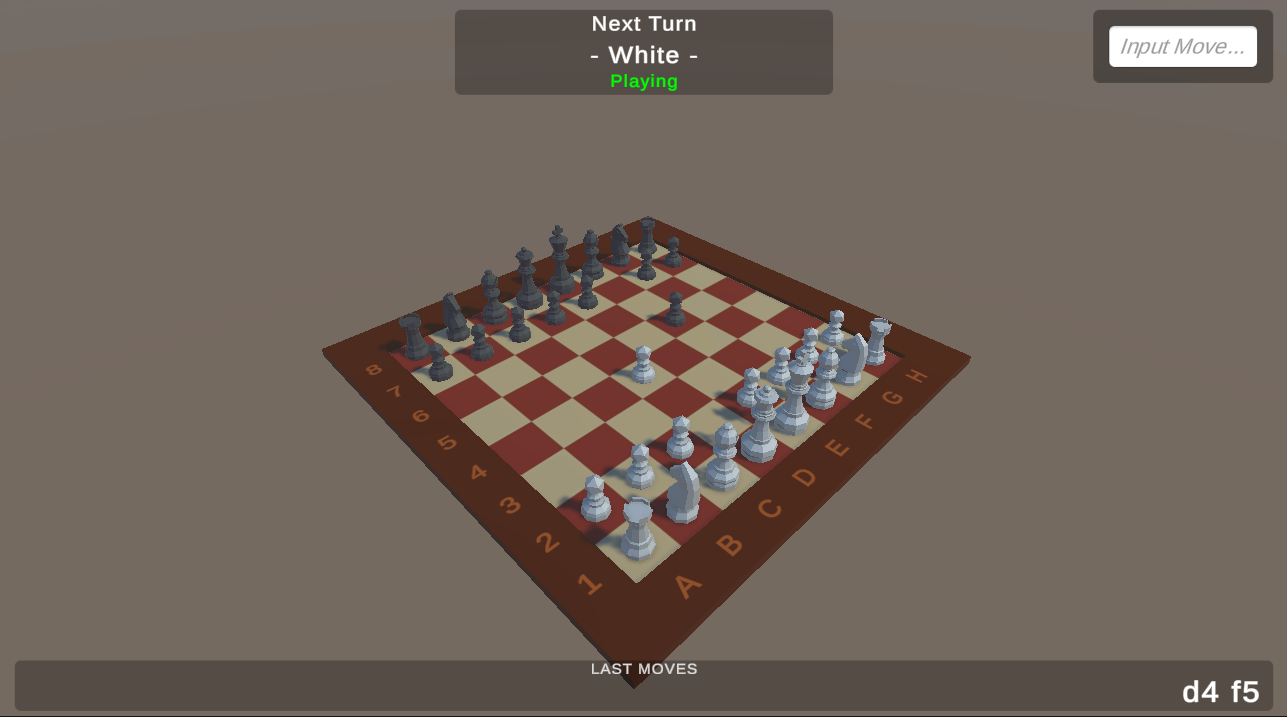 Next Turn
- White -
Playing
Input Move...
8
7
6
5
4
3
2
1
A
B
C
D
E
F
G
H
LAST MOVES
d4 f5